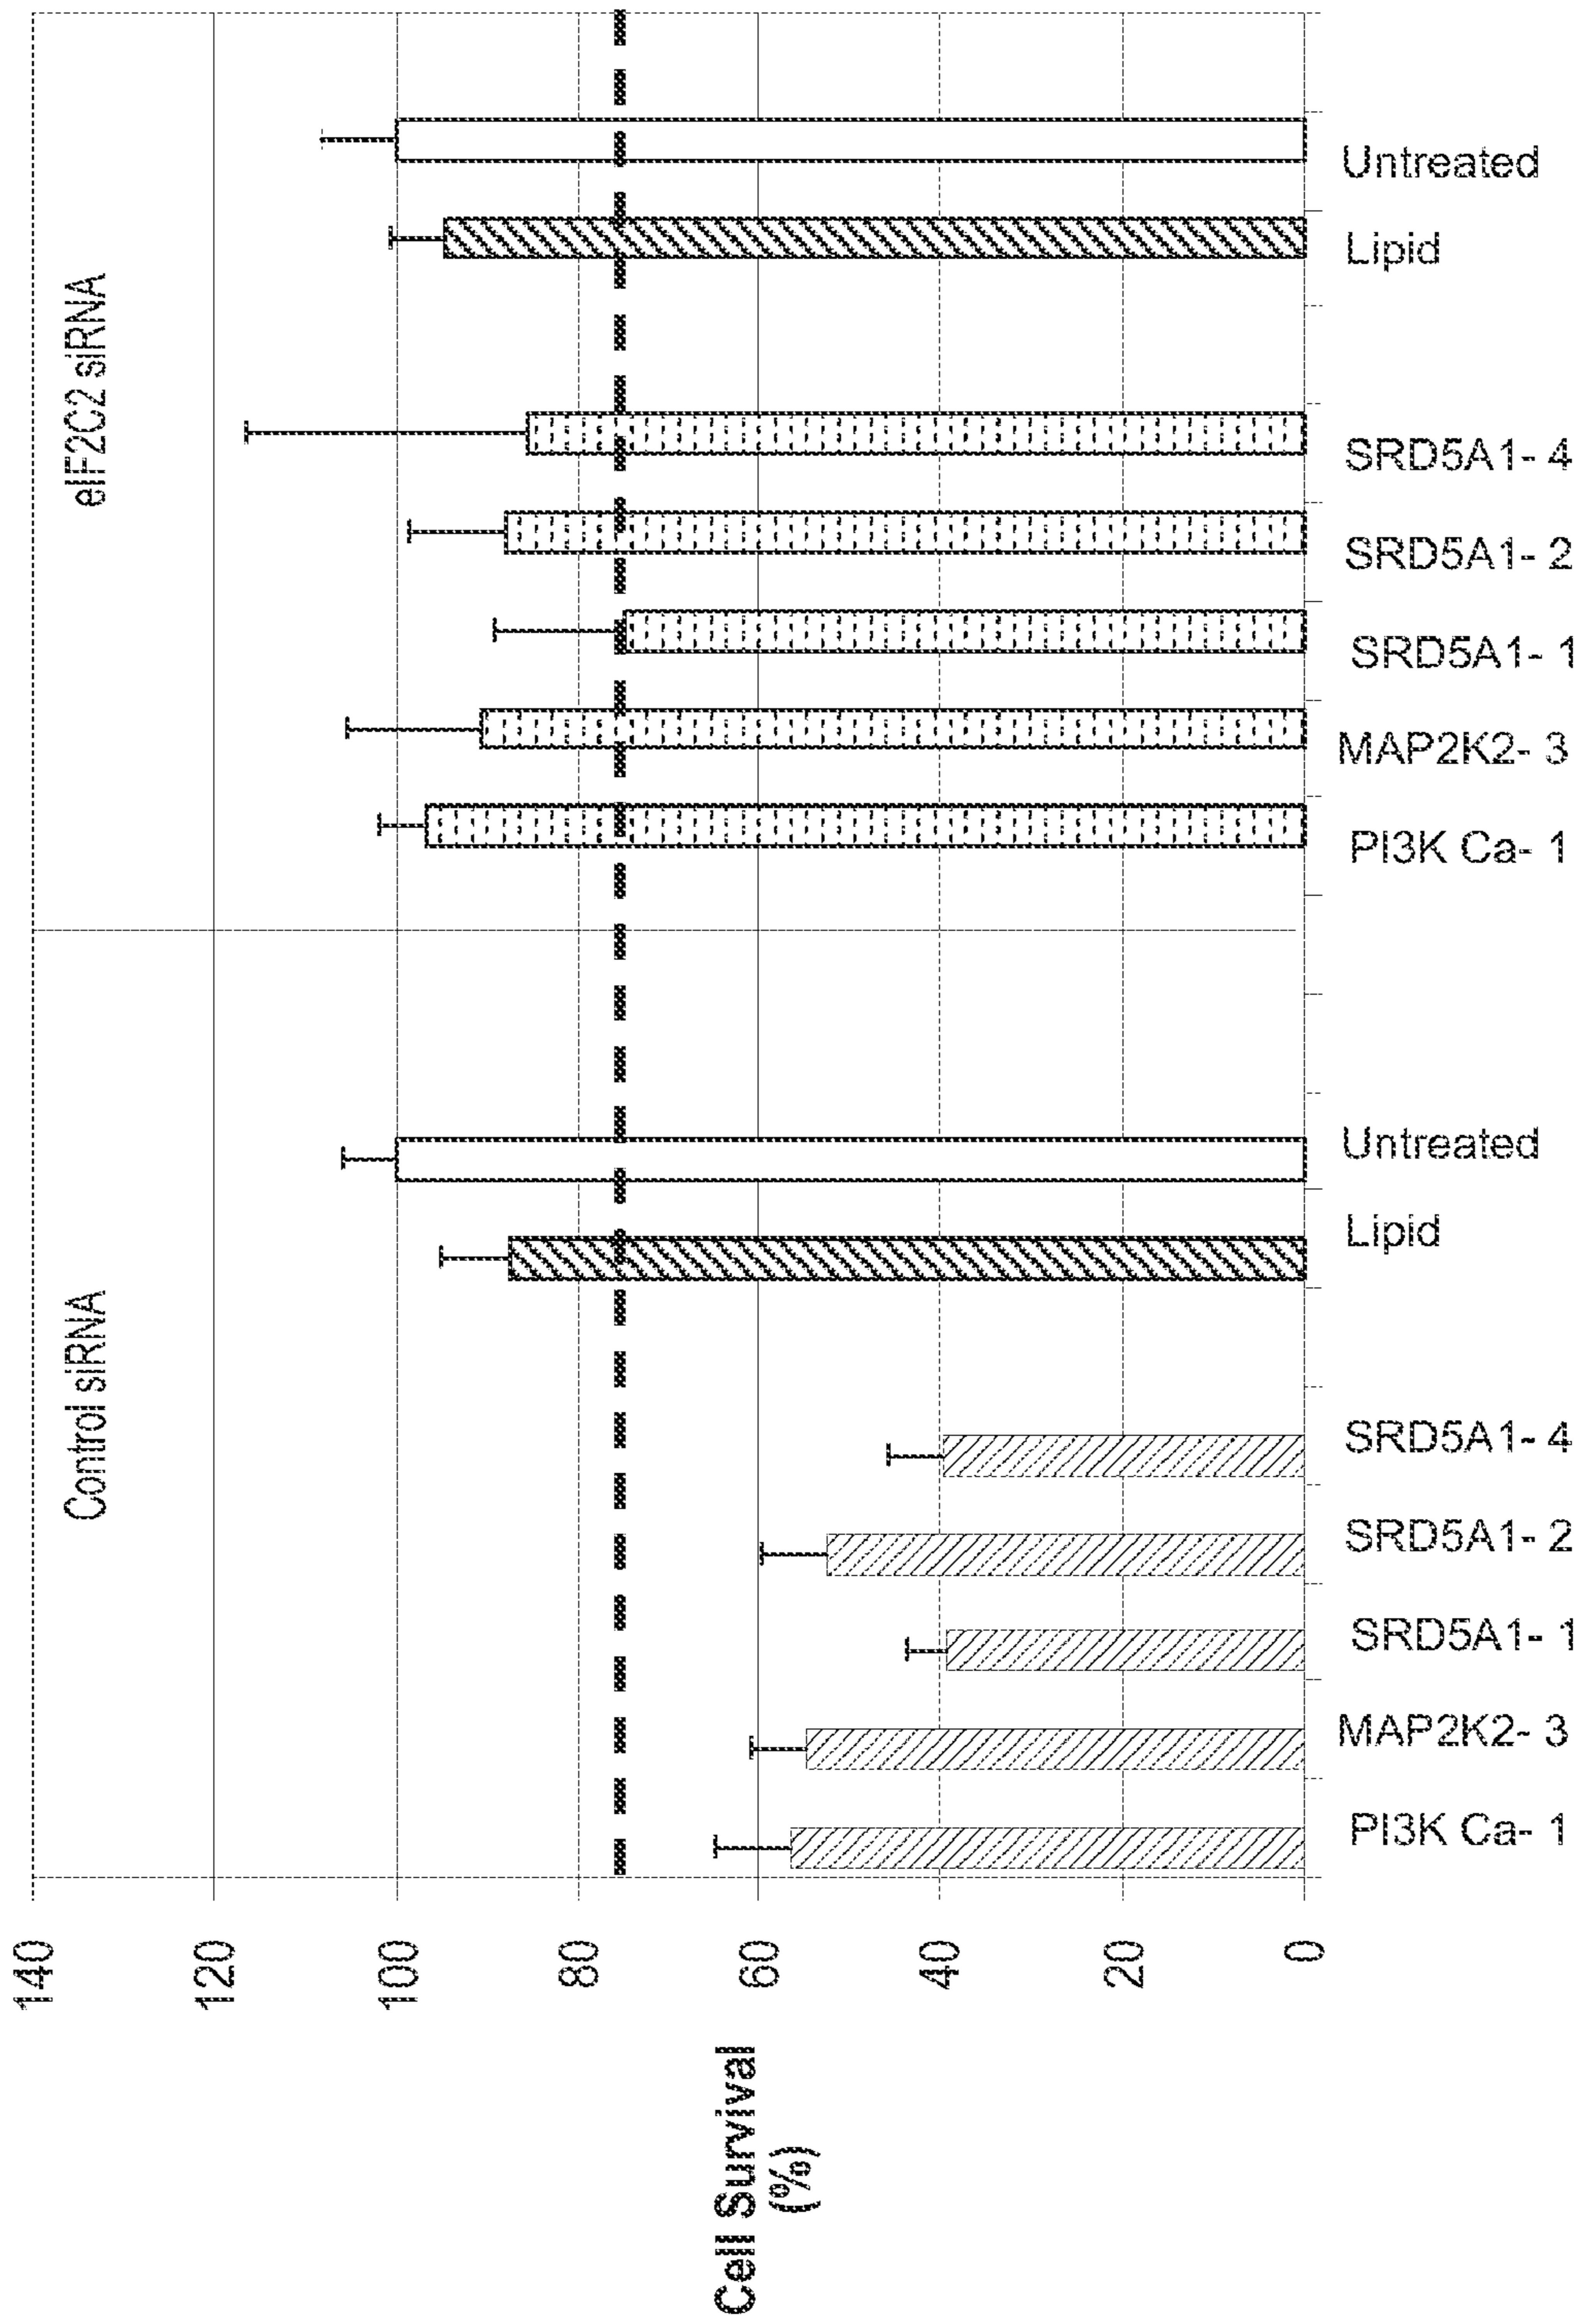 Control siRNA
eIF2C2 siRNA
Cell Survival
(%)
140
120
100
80
60
40
20
0
PI3K Ca- 1
MAP2K2- 3
SRD5A1- 1
SRD5A1- 2
SRD5A1- 4
Lipid
Untreated
PI3K Ca- 1
MAP2K2- 3
SRD5A1- 1
SRD5A1- 2
SRD5A1- 4
Lipid
Untreated